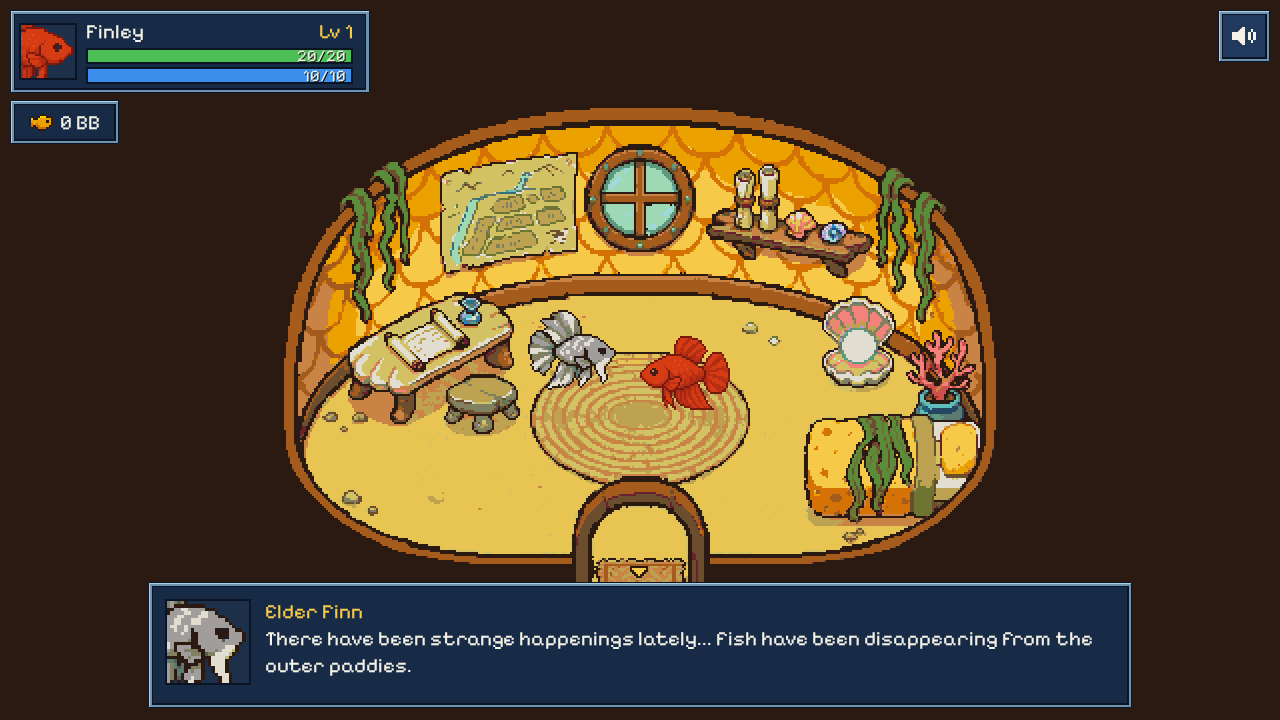 Finley
Lv 1
20/20
10/10
0 BB
Elder Finn
There have been strange happenings lately... Fish have been disappearing from the
outer paddies.